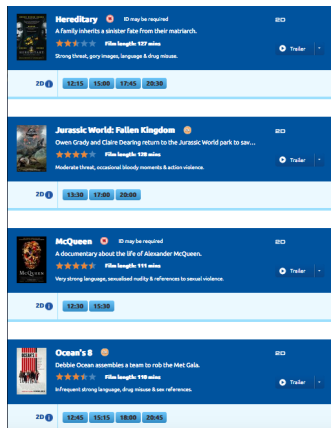 Hereditary ID may be required 2D
A family inherits a sinister fate from their matriarch.
Film length: 127 mins
Trailer
Strong threat, gory images, language & drug misuse.
2D 12:15 15:00 17:45 20:30
Jurassic World: Fallen Kingdom 2D
Owen Grady and Claire Dearing return to the Jurassic World park to sav...
Film length: 128 mins
Trailer
Moderate threat, occasional bloody moments & action violence.
2D 13:30 17:00 20:00
McQueen ID may be required 2D
A documentary about the life of Alexander McQueen.
Film length: 111 mins
Trailer
Very strong language, sexualised nudity & references to sexual violence.
McQUEEN
2D 12:30 15:30
Ocean's 8 2D
Debbie Ocean assembles a team to rob the Met Gala.
Film length: 110 mins
Trailer
Infrequent strong language, drug misuse & sex references.
2D 12:45 15:15 18:00 20:45